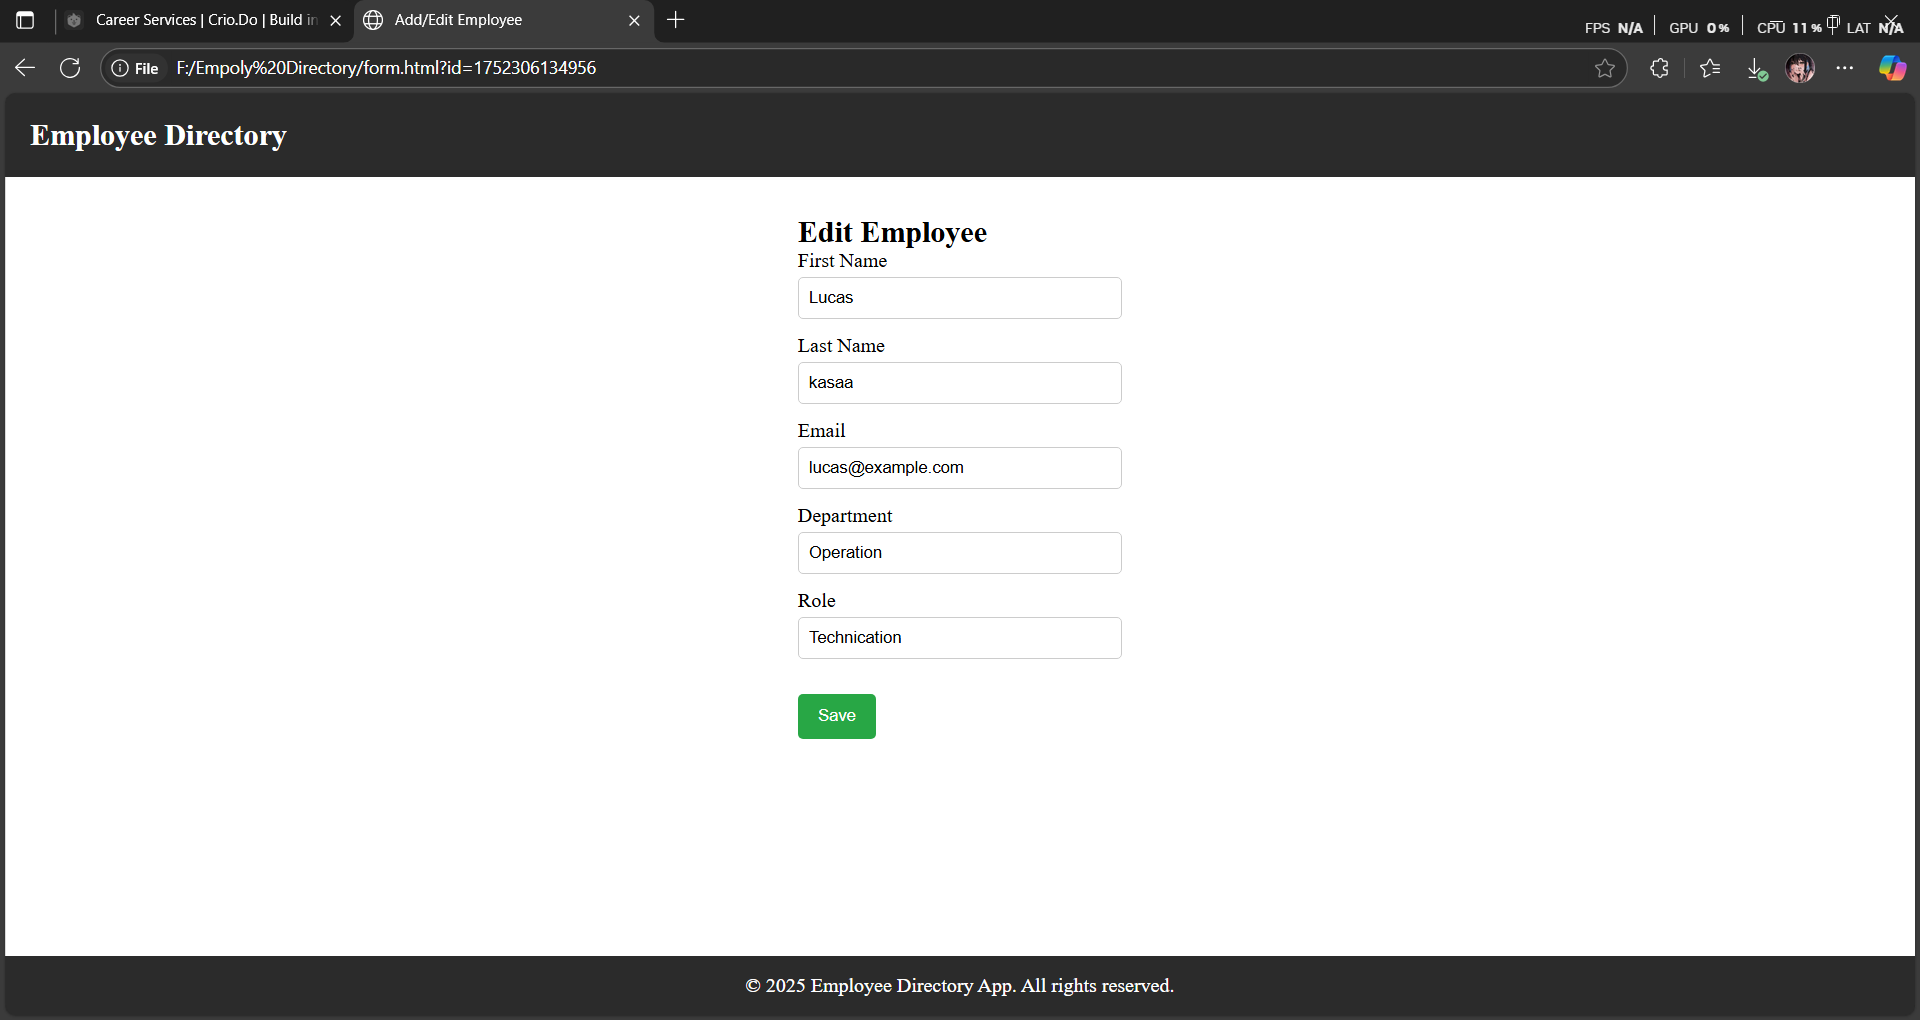 Career Services | Crio.Do | Build in
Add/Edit Employee
FPS N/A GPU 0% CPU 11% LAT N/A
File F:/Empoly%20Directory/form.html?id=1752306134956
Employee Directory
Edit Employee
First Name
Lucas
Last Name
kasaa
Email
lucas@example.com
Department
Operation
Role
Technication
Save
© 2025 Employee Directory App. All rights reserved.